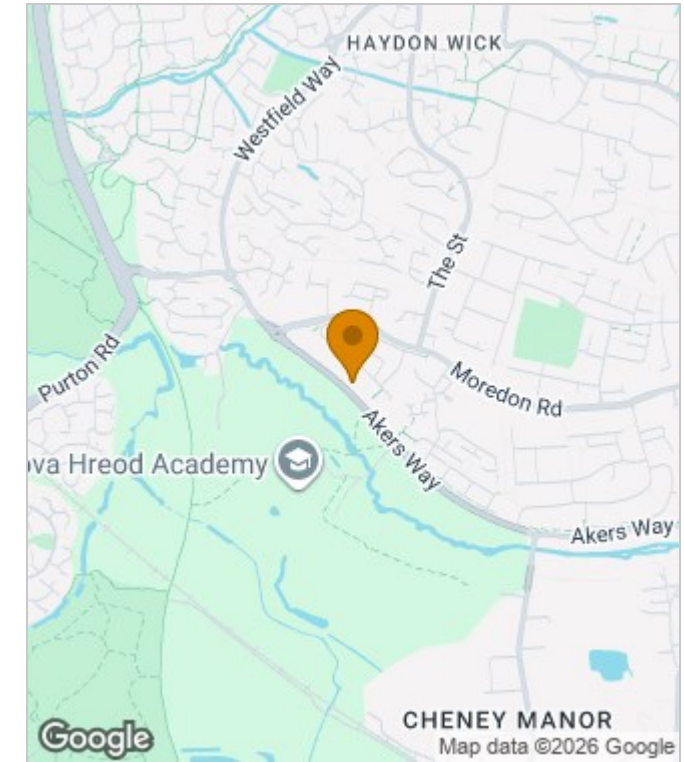 HAYDON WICK
Westfield Way
The St
Purton Rd
Moredon Rd
Akers Way
ova Hreod Academy
Akers Way
CHENEY MANOR
Google
Map data ©2026 Google